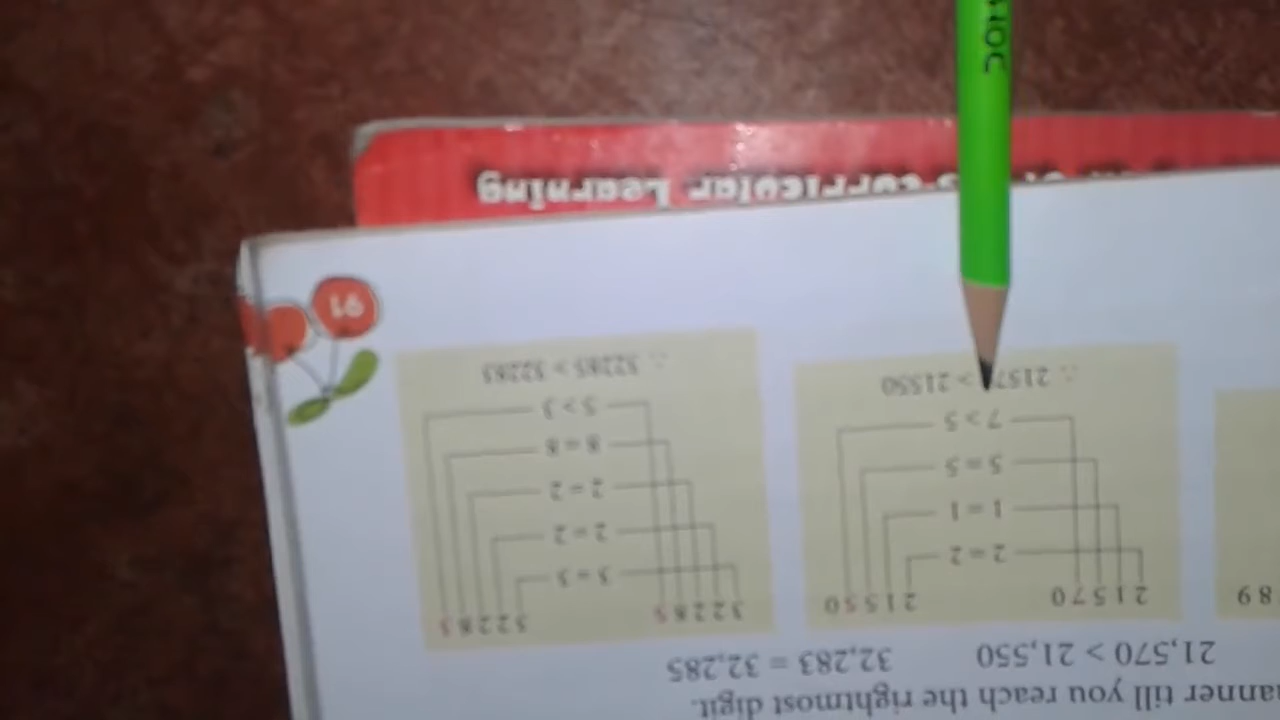 anner till you reach the rightmost digit.
21,570 > 21,550 32,283 = 32,285
89
2 1 5 7 0 2 1 5 5 0
2 = 2
1 = 1
5 = 5
7 > 5
3 2 2 8 5 3 2 2 8 3
3 = 3
2 = 2
2 = 2
8 = 8
5 > 3
∴ 32285 > 32283
16
curricular Learning